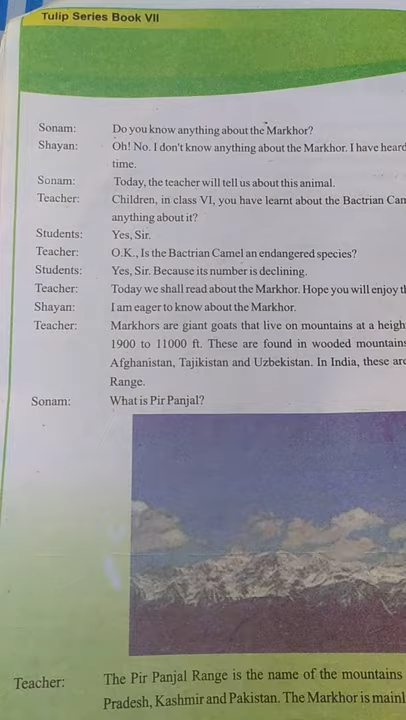 Tulip Series Book VII
Sonam: Do you know anything about the Markhor?
Shayan: Oh! No. I don't know anything about the Markhor. I have heard
time.
Sonam: Today, the teacher will tell us about this animal.
Teacher: Children, in class VI, you have learnt about the Bactrian
anything about it?
Students: Yes, Sir.
Teacher: O.K., Is the Bactrian Camel an endangered species?
Students: Yes, Sir. Because its number is declining.
Teacher: Today we shall read about the Markhor. Hope you will enjoy
Shayan: I am eager to know about the Markhor.
Teacher: Markhors are giant goats that live on mountains at a
1900 to 11000 ft. These are found in wooded
Afghanistan, Tajikistan and Uzbekistan. In India, these
Range.
Sonam: What is Pir Panjal?
Teacher: The Pir Panjal Range is the name of the mountains
Pradesh, Kashmir and Pakistan. The Markhor is